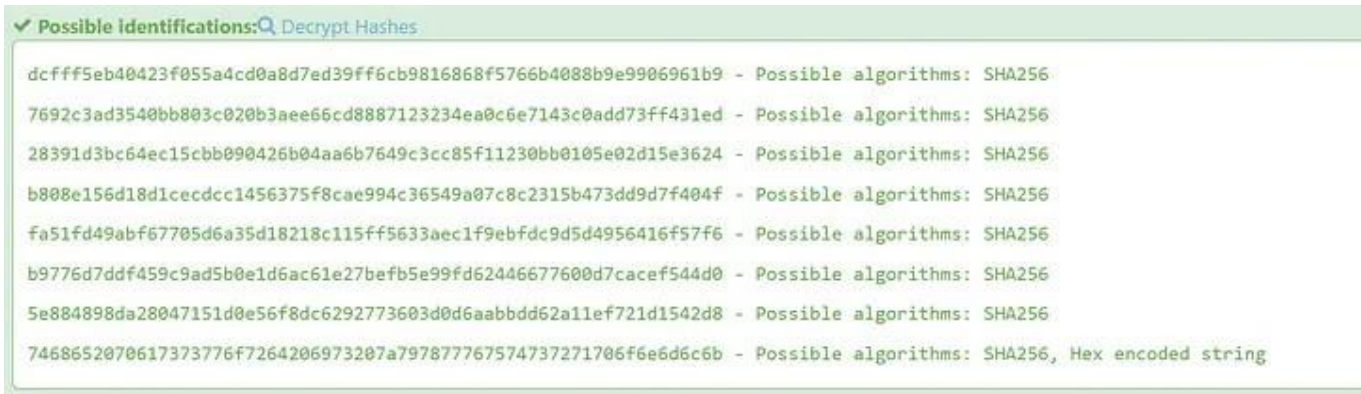 ✔ Possible identifications: Decrypt Hashes
dcfff5eb40423f055a4cd0a8d7ed39ff6cb9816868f5766b4088b9e9906961b9 - Possible algorithms: SHA256
7692c3ad3540bb803c020b3aee66cd8887123234ea0c6e7143c0add73ff431ed - Possible algorithms: SHA256
28391d3bc64ec15cbb090426b04aa6b7649c3cc85f11230bb0105e02d15e3624 - Possible algorithms: SHA256
b808e156d18d1cecdcc1456375f8cae994c36549a07c8c2315b473dd9d7f404f - Possible algorithms: SHA256
fa51fd49abf67705d6a35d18218c115ff5633aec1f9ebfdc9d5d4956416f57f6 - Possible algorithms: SHA256
b9776d7ddf459c9ad5b0e1d6ac61e27befb5e99fd62446677600d7cacef544d0 - Possible algorithms: SHA256
5e884898da28047151d0e56f8dc6292773603d0d6aabbdd62a11ef721d1542d8 - Possible algorithms: SHA256
7468652070617373776f7264206973207a797877767574737271706f6e6d6c6b - Possible algorithms: SHA256, Hex encoded string